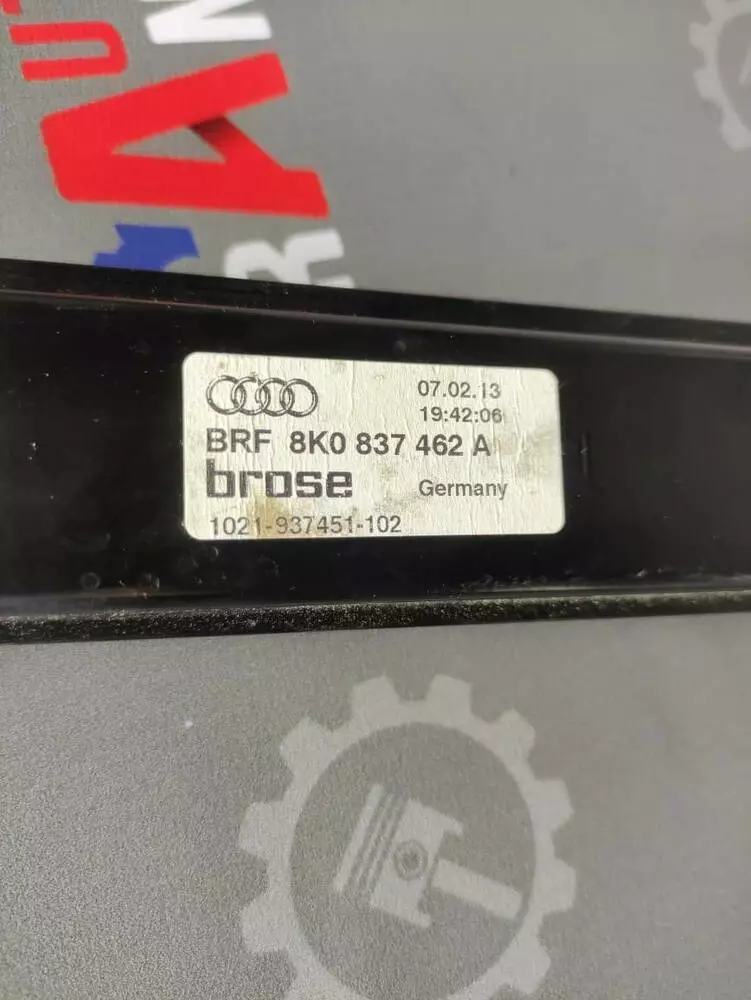 07.02.13
19:42:06
BRF 8K0 837 462 A
brose
Germany
1021-937451-102